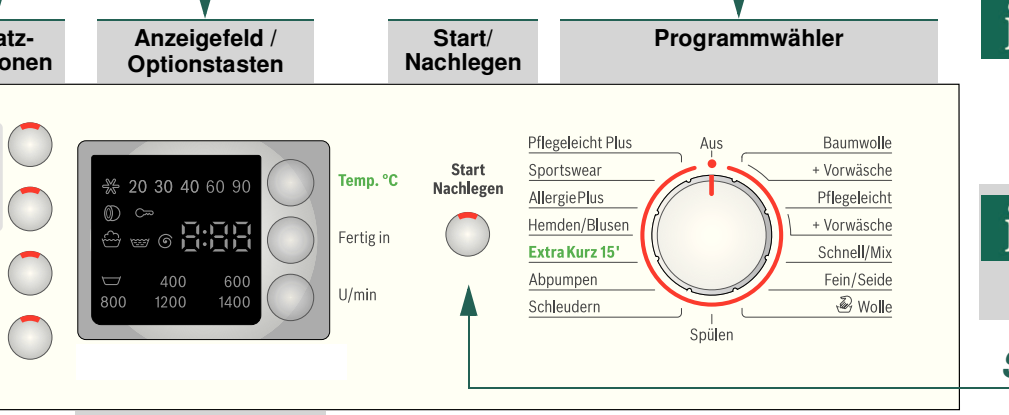 Anzeigefeld /
Optionstasten
Start/
Nachlegen
Programmwähler
20 30 40 60 90
8:88
400 600
800 1200 1400
Temp. °C
Fertig in
U/min
Start
Nachlegen
Pflegeleicht Plus
Sportswear
AllergiePlus
Hemden/Blusen
Extra Kurz 15'
Abpumpen
Schleudern
Aus
Spülen
Baumwolle
+ Vorwäsche
Pflegeleicht
+ Vorwäsche
Schnell/Mix
Fein/Seide
Wolle